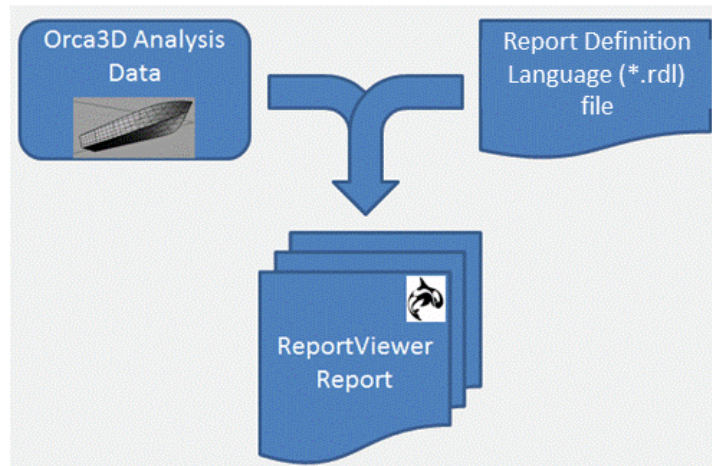 Orca3D Analysis
Data
Report Definition
Language (*.rdl)
file
ReportViewer
Report